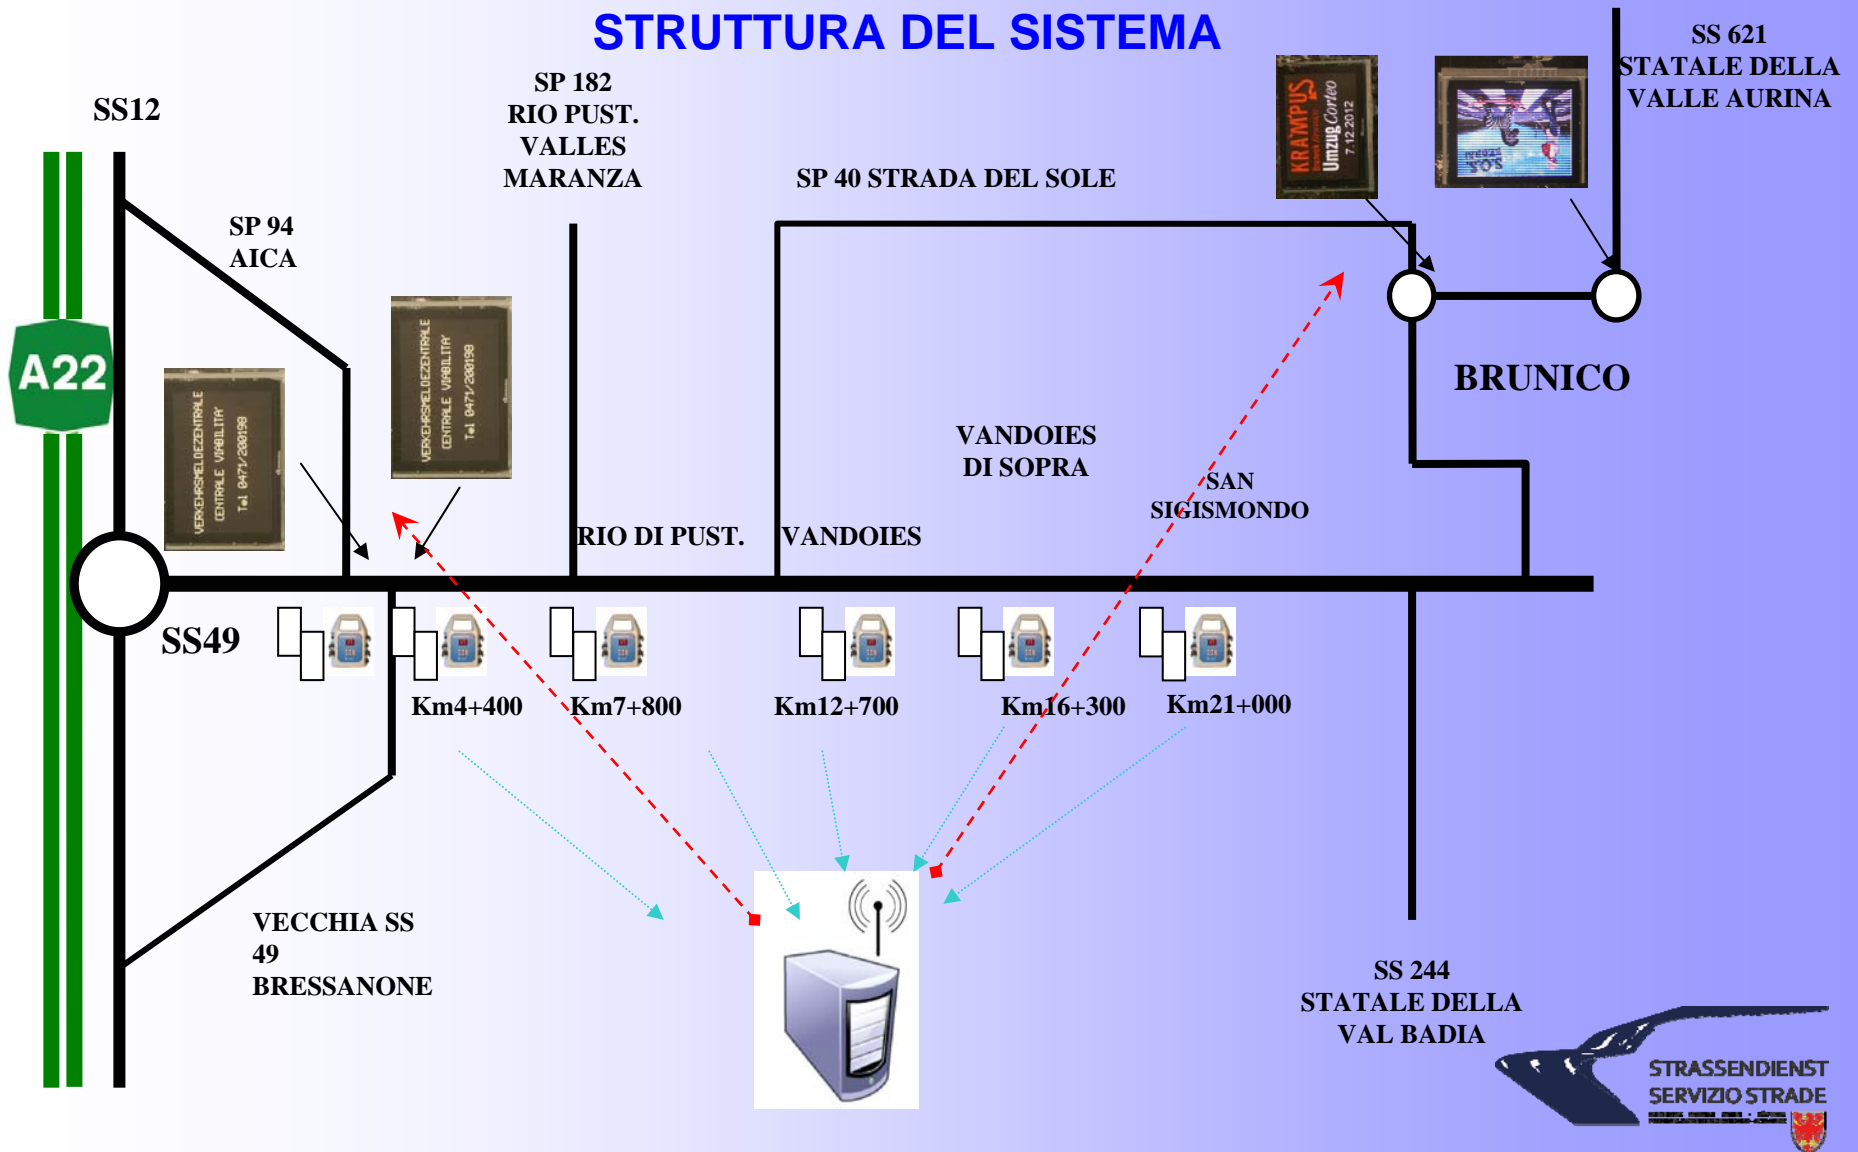 STRUTTURA DEL SISTEMA
SS12
SP 182
RIO PUST.
VALLES
MARANZA
SP 40 STRADA DEL SOLE
SS 621
STATALE DELLA
VALLE AURINA
KRAMPUS
Umzug Corteo
7.12.2012
SP 94
AICA
A22
VERKEHRSMELDEZENTRALE
CENTRALE VIABILITA'
Tel 0471/200198
VERKEHRSMELDEZENTRALE
CENTRALE VIABILITA'
Tel 0471/200198
BRUNICO
VANDOIES
DI SOPRA
SAN
SIGISMONDO
RIO DI PUST.
VANDOIES
SS49
Km4+400
Km7+800
Km12+700
Km16+300
Km21+000
VECCHIA SS
49
BRESSANONE
SS 244
STATALE DELLA
VAL BADIA
STRASSENDIENST
SERVIZIO STRADE